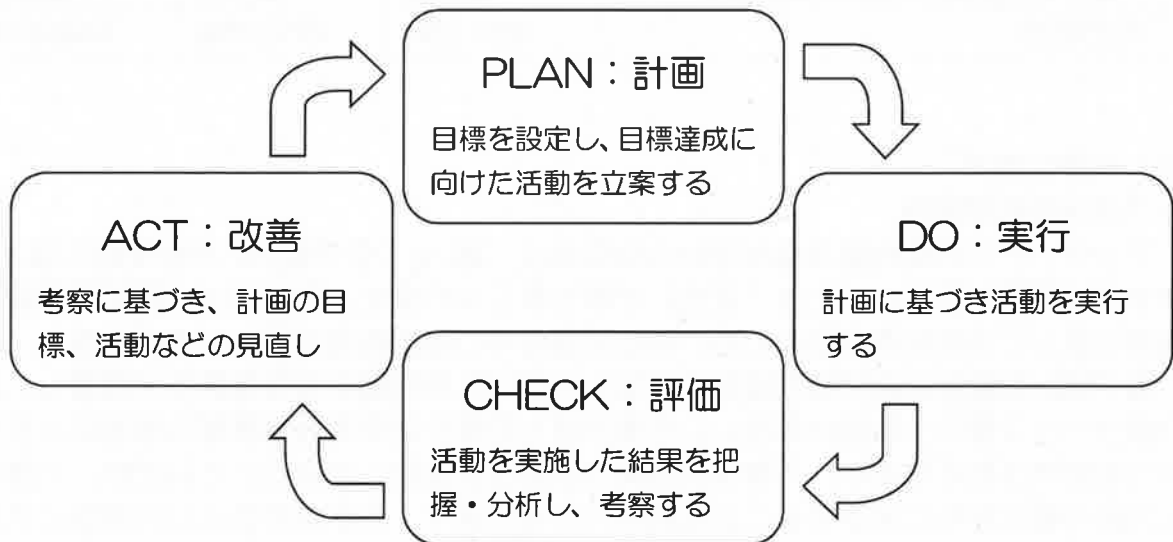 PLAN：計画
目標を設定し、目標達成に
向けた活動を立案する
ACT：改善
考察に基づき、計画の目
標、活動などの見直し
DO：実行
計画に基づき活動を実行
する
CHECK：評価
活動を実施した結果を把
握・分析し、考察する